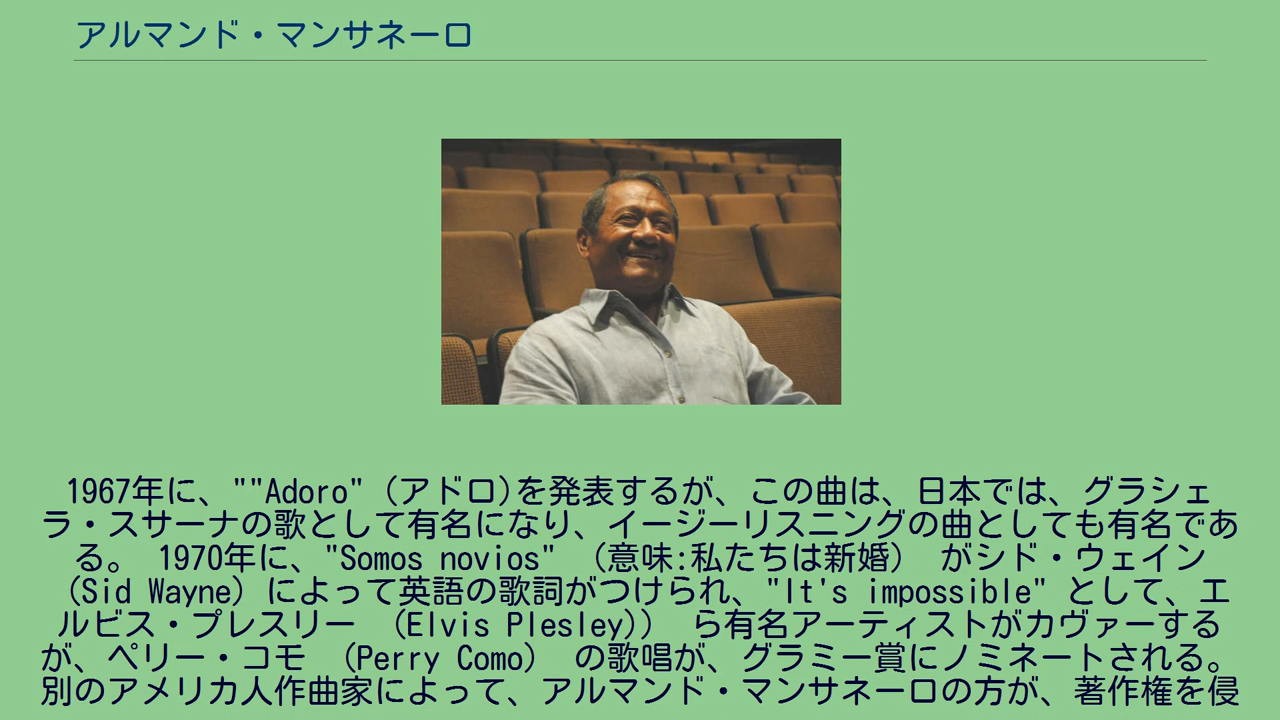 アルマンド・マンサネーロ
1967年に、""Adoro" (アドロ)を発表するが、この曲は、日本では、グラシェ
ラ・スサーナの歌として有名になり、イージーリスニングの曲としても有名であ
る。 1970年に、"Somos novios" （意味:私たちは新婚） がシド・ウェイン
（Sid Wayne）によって英語の歌詞がつけられ、"It's impossible" として、エ
ルビス・プレスリー （Elvis Plesley)） ら有名アーティストがカヴァーする
が、ペリー・コモ （Perry Como） の歌唱が、グラミー賞にノミネートされる。
別のアメリカ人作曲家によって、アルマンド・マンサネーロの方が、著作権を侵